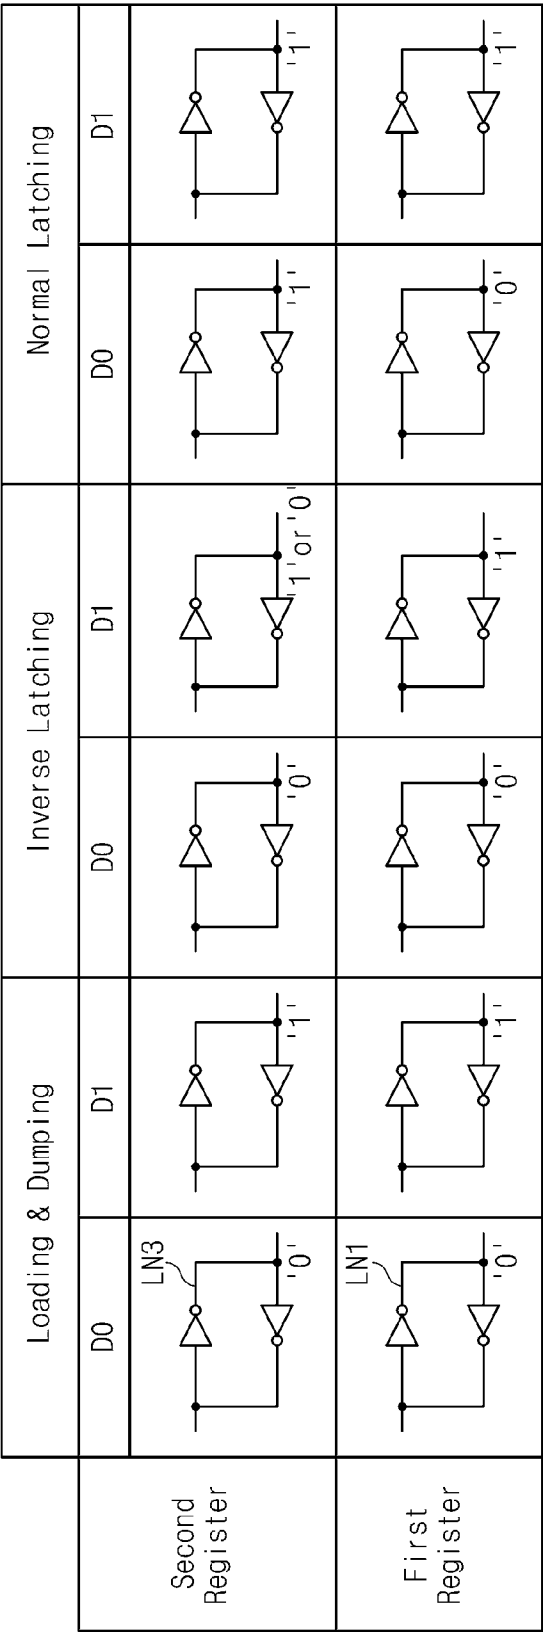 Loading & Dumping
Inverse Latching
Normal Latching
D0
D1
D0
D1
D0
D1
Second
Register
LN3
'0'
'1'
'0'
'1' or '0'
'1'
'1'
First
Register
LN1
'0'
'1'
'0'
'1'
'0'
'1'